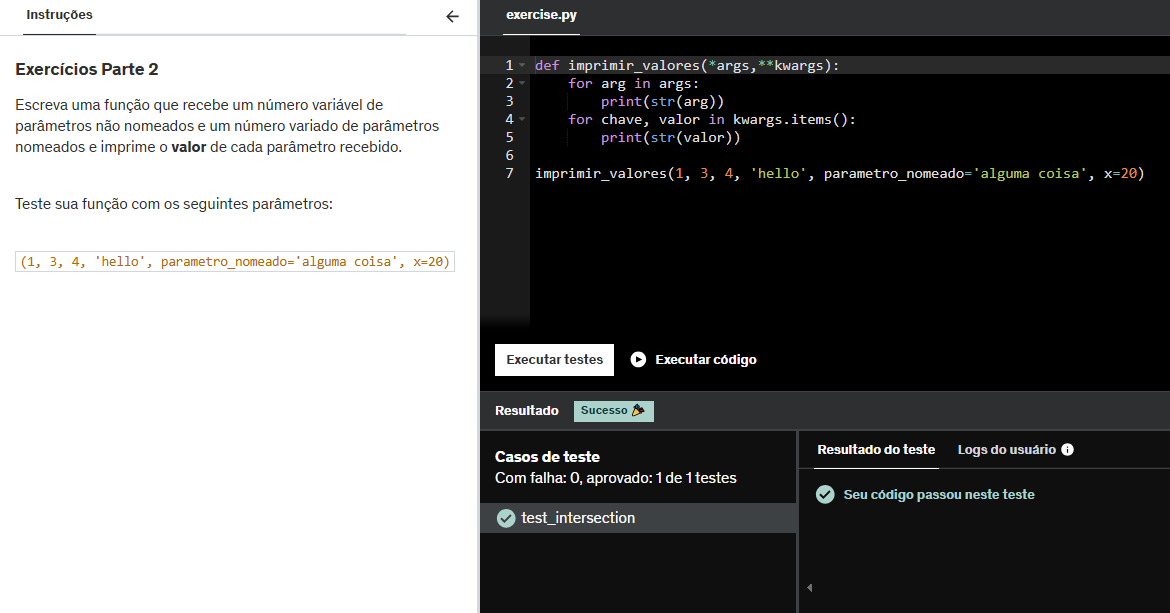 Instruções
Exercícios Parte 2
Escreva uma função que recebe um número variável de
parâmetros não nomeados e um número variado de parâmetros
nomeados e imprime o valor de cada parâmetro recebido.
Teste sua função com os seguintes parâmetros:
(1, 3, 4, 'hello', parametro_nomeado='alguma coisa', x=20)
exercise.py
1 def imprimir_valores(*args,**kwargs):
2     for arg in args:
3         print(str(arg))
4     for chave, valor in kwargs.items():
5         print(str(valor))
6
7 imprimir_valores(1, 3, 4, 'hello', parametro_nomeado='alguma coisa', x=20)
Executar testes
Executar código
Resultado
Sucesso
Casos de teste
Com falha: 0, aprovado: 1 de 1 testes
test_intersection
Resultado do teste
Logs do usuário
Seu código passou neste teste